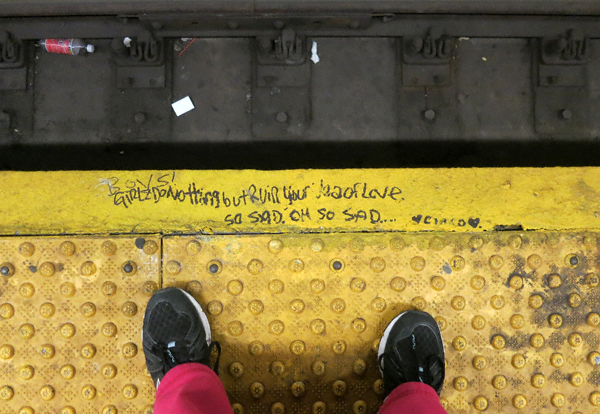 BOYS!
GIRLZ DO Nothing but Ruin Your Idea of Love.
SO SAD. OH SO SAD....